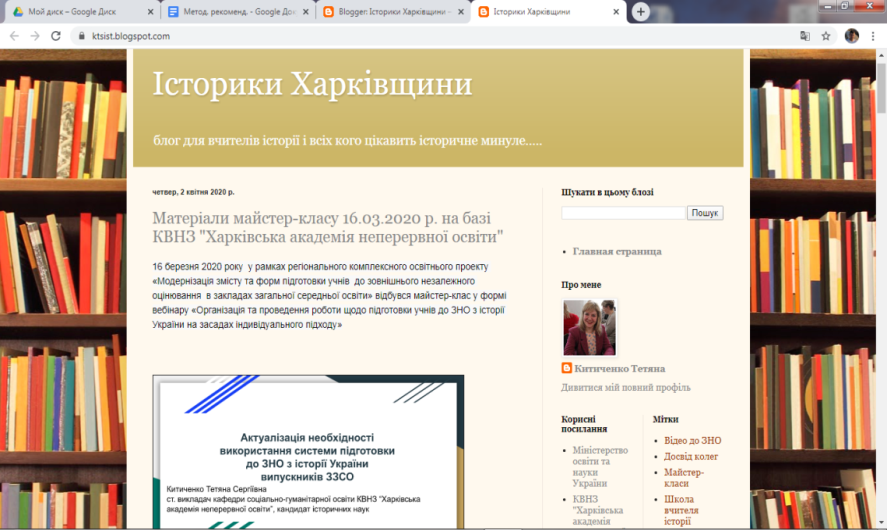 Мой диск – Google Диск
Метод. рекоменд. - Google До
Blogger: Історики Харківщини -
Історики Харківщини
ktsist.blogspot.com
Історики Харківщини
блог для вчителів історії і всіх кого цікавить історичне минуле.....
четвер, 2 квітня 2020 р.
Матеріали майстер-класу 16.03.2020 р. на базі
КВНЗ "Харківська академія неперервної освіти"
16 березня 2020 року у рамках регіонального комплексного освітнього проекту
«Модернізація змісту та форм підготовки учнів до зовнішнього незалежного
оцінювання в закладах загальної середньої освіти» відбувся майстер-клас у формі
вебінару «Організація та проведення роботи щодо підготовки учнів до ЗНО з історії
України на засадах індивідуального підходу»
Актуалізація необхідності
використання системи підготовки
до ЗНО з історії України
випускників ЗЗСО
Китиченко Тетяна Сергіївна
ст. викладач кафедри соціально-гуманітарної освіти КВНЗ "Харківська
академія неперервної освіти", кандидат історичних наук
Шукати в цьому блозі
Пошук
Главная страница
Про мене
Китиченко Тетяна
Дивитися мій повний профіль
Корисні
посилання
Міністерство
освіти та
науки
України
КВНЗ
"Харківська
академія
Мітки
Відео до ЗНО
Досвід колег
Майстер-
класи
Школа
вчителя
історії